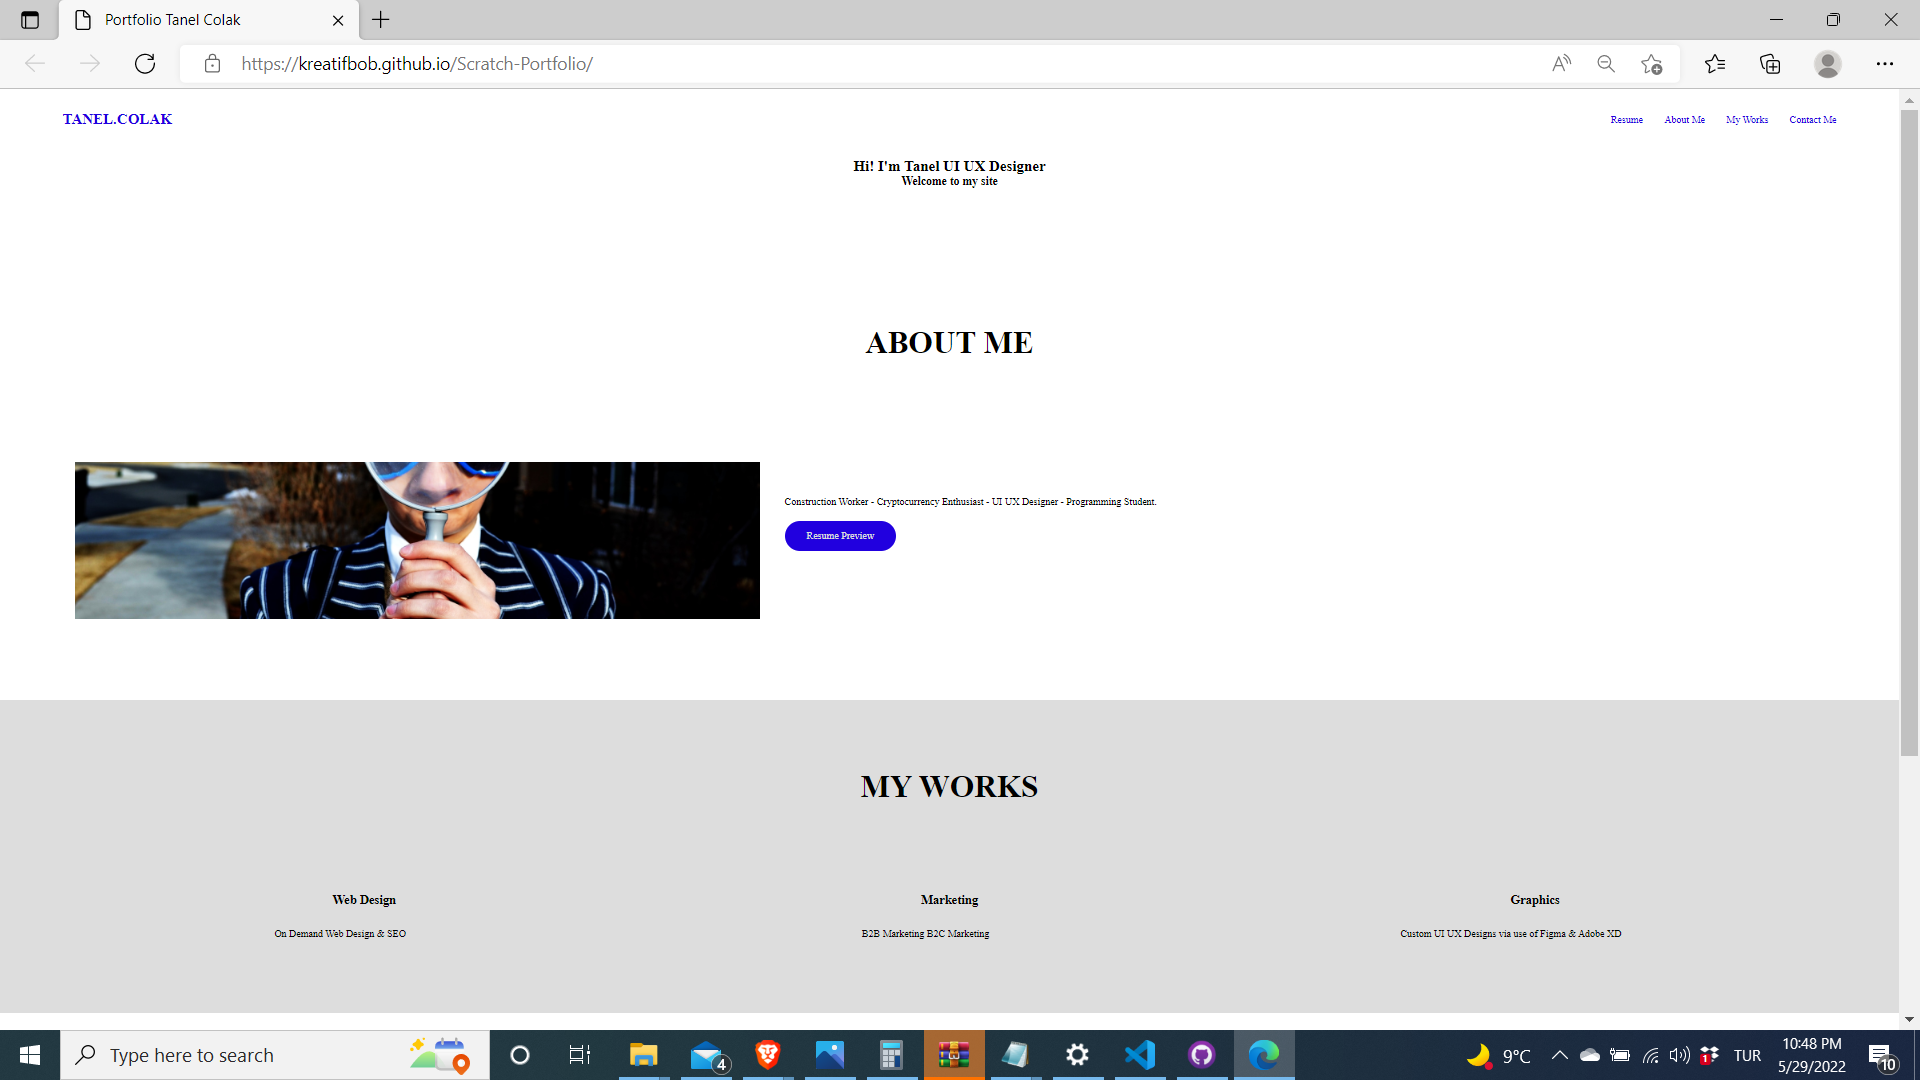 Portfolio Tanel Colak
https://kreatifbob.github.io/Scratch-Portfolio/
TANEL.COLAK
Resume About Me My Works Contact Me
Hi! I'm Tanel UI UX Designer
Welcome to my site
ABOUT ME
Construction Worker - Cryptocurrency Enthusiast - UI UX Designer - Programming Student.
Resume Preview
MY WORKS
Web Design Marketing Graphics
On Demand Web Design & SEO B2B Marketing B2C Marketing Custom UI UX Designs via use of Figma & Adobe XD
Type here to search
4
9°C
1
TUR
10:48 PM
5/29/2022
10